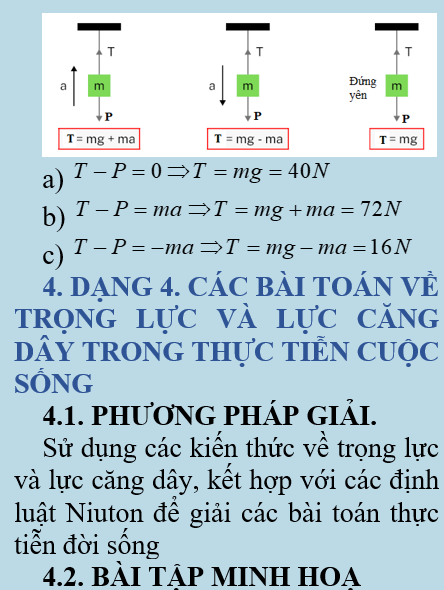 T T T
a m a m Đứng yên m
P P P
T = mg + ma T = mg - ma T = mg
a) T − P = 0 ⇒ T = mg = 40N
b) T − P = ma ⇒ T = mg + ma = 72N
c) T − P = −ma ⇒ T = mg − ma = 16N
4. DẠNG 4. CÁC BÀI TOÁN VỀ
TRỌNG LỰC VÀ LỰC CĂNG
DÂY TRONG THỰC TIỄN CUỘC
SỐNG
4.1. PHƯƠNG PHÁP GIẢI.
Sử dụng các kiến thức về trọng lực
và lực căng dây, kết hợp với các định
luật Niuton để giải các bài toán thực
tiễn đời sống
4.2. BÀI TẬP MINH HOẠ